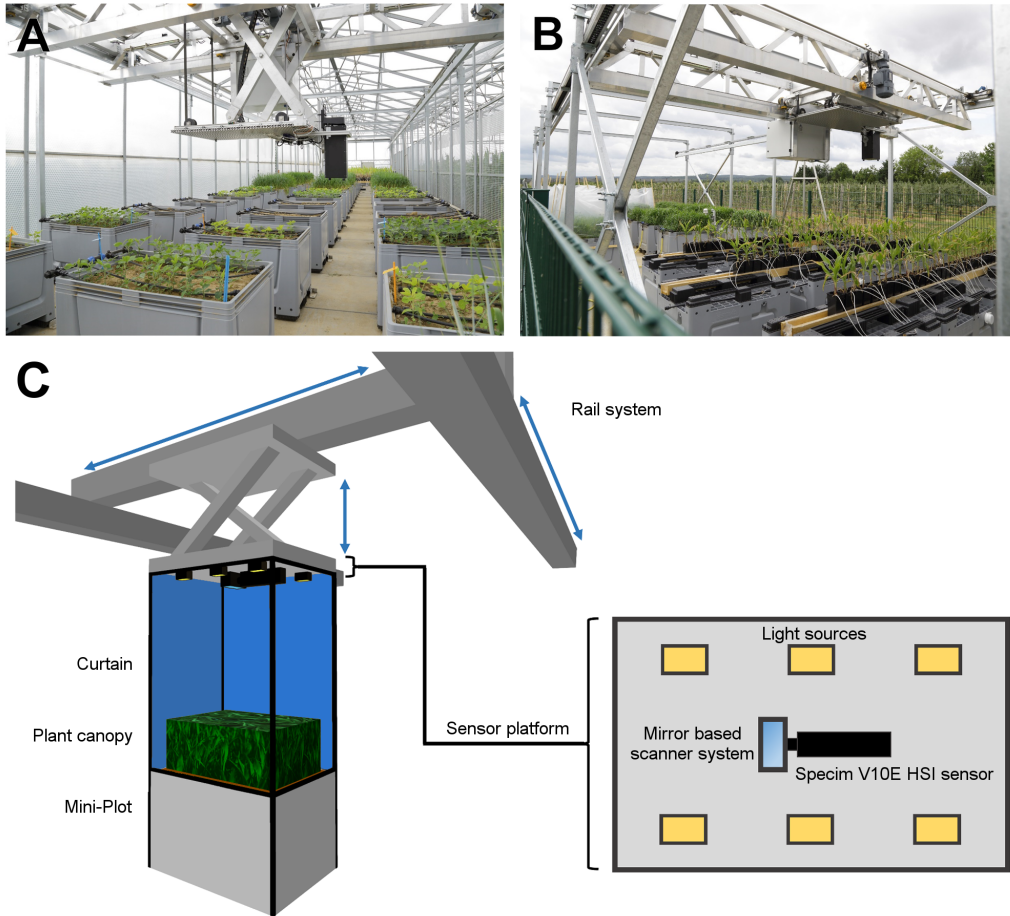 A
B
C
Rail system
Curtain
Plant canopy
Mini-Plot
Sensor platform
Light sources
Mirror based
scanner system
Specim V10E HSI sensor